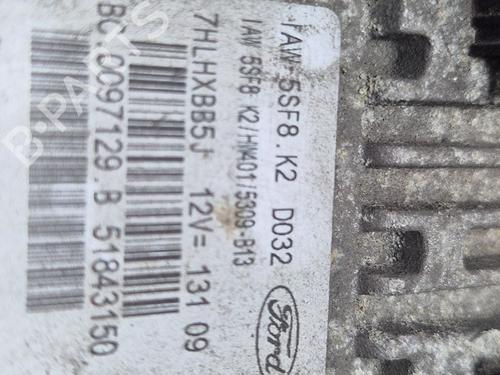 IAW 5SF8.K2 D032
IAW 5SF8 K2/HW401/5309-B13
7HLHXBB5J 12V= 131 09
BC.0097129.B 51843150
Ford
B-PARTS